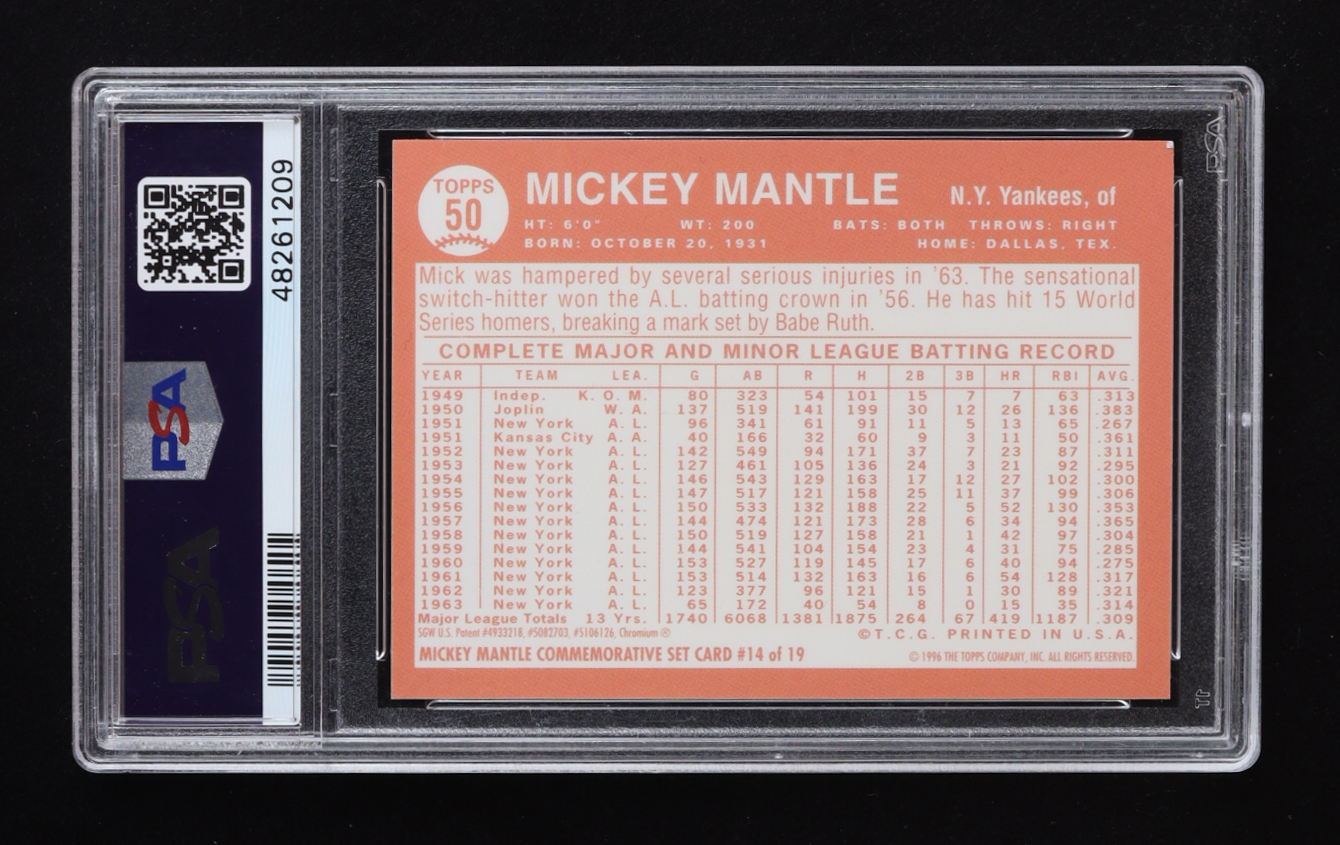 48261209
PSA
PSA
PSA
TOPPS
50
MICKEY MANTLE
N.Y. Yankees, of
HT: 6'0" WT: 200 BATS: BOTH THROWS: RIGHT
BORN: OCTOBER 20, 1931 HOME: DALLAS, TEX.
Mick was hampered by several serious injuries in '63. The sensational
switch-hitter won the A.L. batting crown in '56. He has hit 15 World
Series homers, breaking a mark set by Babe Ruth.
COMPLETE MAJOR AND MINOR LEAGUE BATTING RECORD
YEAR TEAM LEA. G AB R H 2B 3B HR RBI AVG.
1949 Indep. K. O. M. 80 323 54 101 15 7 7 63 .313
1950 Joplin W. A. 137 519 141 199 30 12 26 136 .383
1951 New York A. L. 96 341 61 91 11 5 13 65 .267
1951 Kansas City A. A. 40 166 32 60 9 3 11 50 .361
1952 New York A. L. 142 549 94 171 37 7 23 87 .311
1953 New York A. L. 127 461 105 136 24 3 21 92 .295
1954 New York A. L. 146 543 129 163 17 12 27 102 .300
1955 New York A. L. 147 517 121 158 25 11 37 99 .306
1956 New York A. L. 150 533 132 188 22 5 52 130 .353
1957 New York A. L. 144 474 121 173 28 6 34 94 .365
1958 New York A. L. 150 519 127 158 21 1 42 97 .304
1959 New York A. L. 144 541 104 154 23 4 31 75 .285
1960 New York A. L. 153 527 119 145 17 6 40 94 .275
1961 New York A. L. 153 514 132 163 16 6 54 128 .317
1962 New York A. L. 123 377 96 121 15 1 30 89 .321
1963 New York A. L. 65 172 40 54 8 0 15 35 .314
Major League Totals 13 Yrs. 1740 6068 1381 1875 264 67 419 1187 .309
SGW U.S. Patent #4933218, #5082703, #5106126, Chromium ® ©T.C.G. PRINTED IN U.S.A.
MICKEY MANTLE COMMEMORATIVE SET CARD #14 of 19 © 1996 THE TOPPS COMPANY, INC. ALL RIGHTS RESERVED.